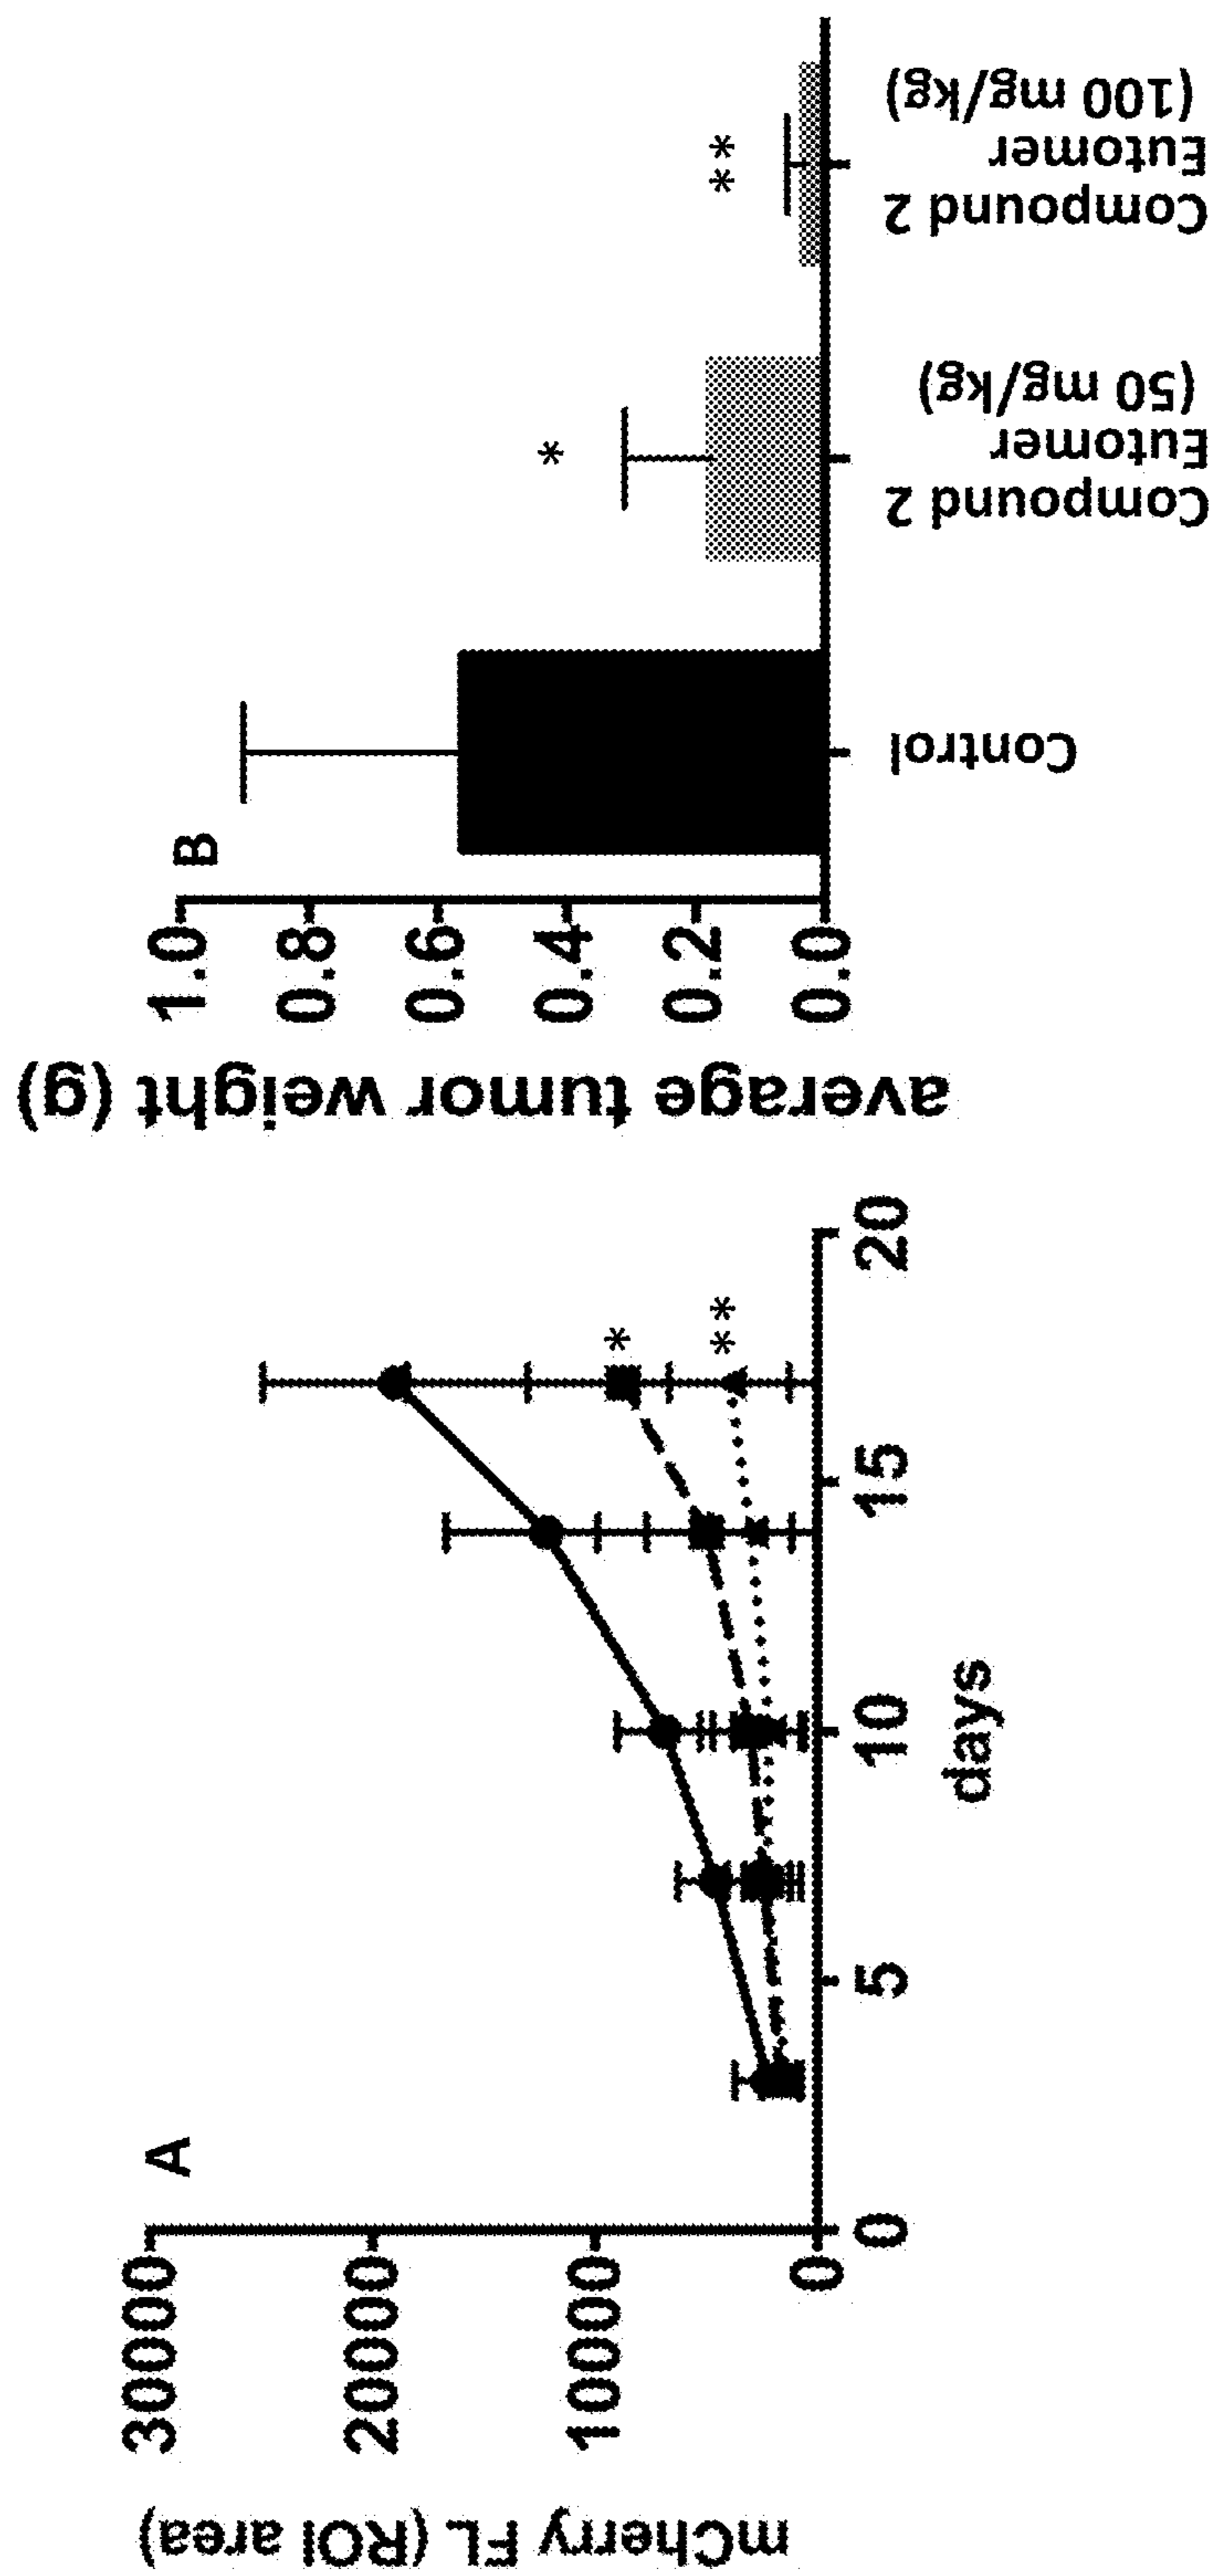 A
mCherry FL (ROI area)
30000
20000
10000
0
0
5
10
15
20
days
*
**
B
average tumor weight (g)
1.0
0.8
0.6
0.4
0.2
0.0
*
**
Control
Compound 2
Eutomer
(50 mg/kg)
Compound 2
Eutomer
(100 mg/kg)